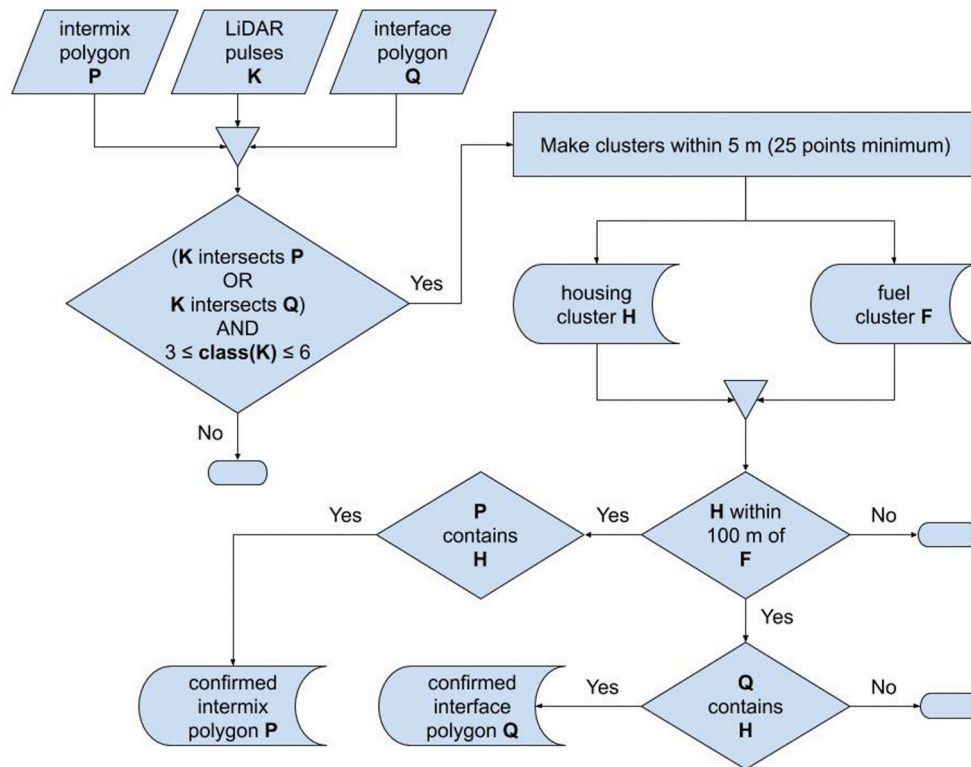 intermix
polygon
P
LiDAR
pulses
K
interface
polygon
Q
Make clusters within 5 m (25 points minimum)
(K intersects P
OR
K intersects Q)
AND
3 ≤ class(K) ≤ 6
Yes
No
housing
cluster H
fuel
cluster F
H within
100 m of
F
Yes
No
Yes
P
contains
H
Yes
Q
contains
H
Yes
No
confirmed
intermix
polygon P
confirmed
interface
polygon Q